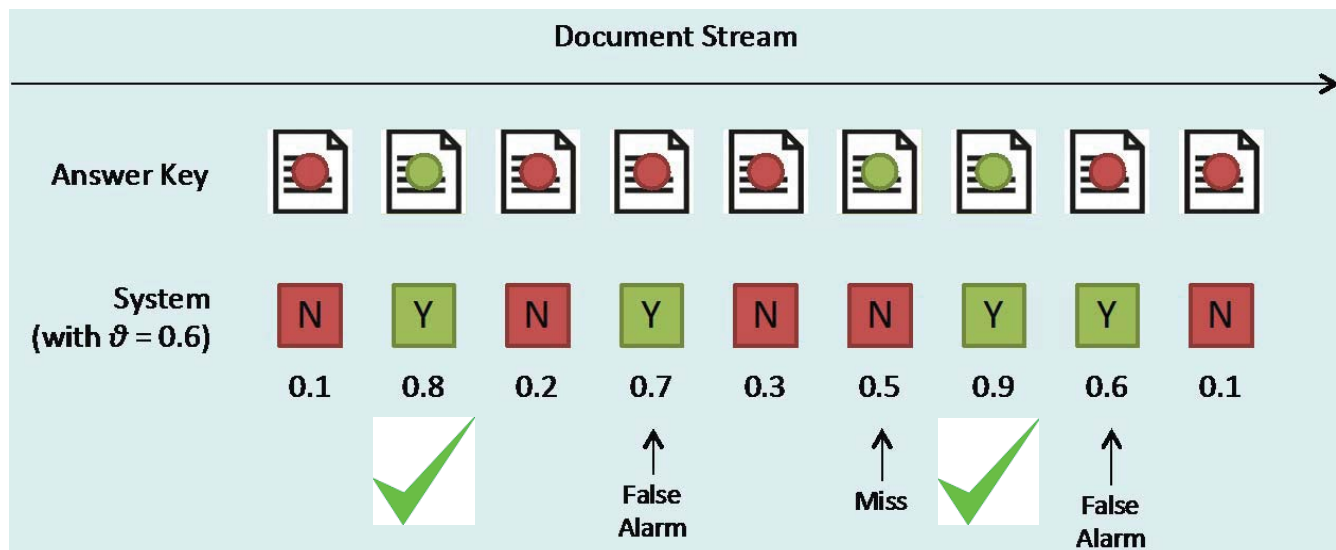 Document Stream
Answer Key
System
(with ϑ = 0.6)
N Y N Y N N Y Y N
0.1 0.8 0.2 0.7 0.3 0.5 0.9 0.6 0.1
False
Alarm
Miss
False
Alarm